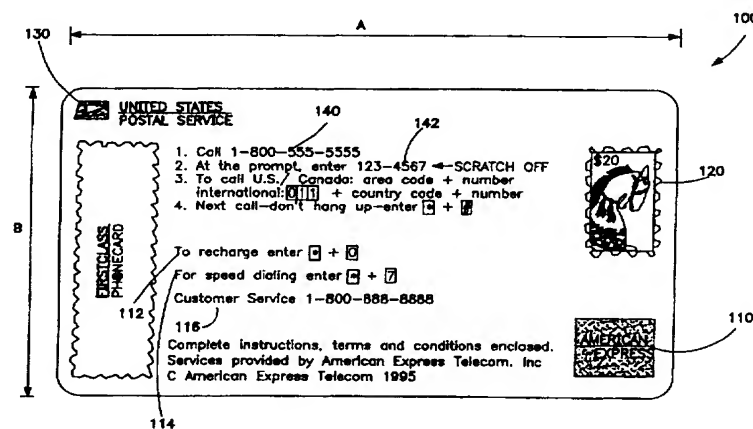 A
100
130
B
UNITED STATES
POSTAL SERVICE
140
142
1. Call 1-800-555-5555
2. At the prompt, enter 123-4567 ←SCRATCH OFF
3. To call U.S./ Canada: area code + number
international: 011 + country code + number
4. Next call-don't hang up-enter * + #
$20
120
FIRSTCLASS
PHONECARD
To recharge enter * + 0
For speed dialing enter * + 7
Customer Service 1-800-888-8888
112
116
114
Complete instructions, terms and conditions enclosed.
Services provided by American Express Telecom. Inc
C American Express Telecom 1995
AMERICAN
EXPRESS
110